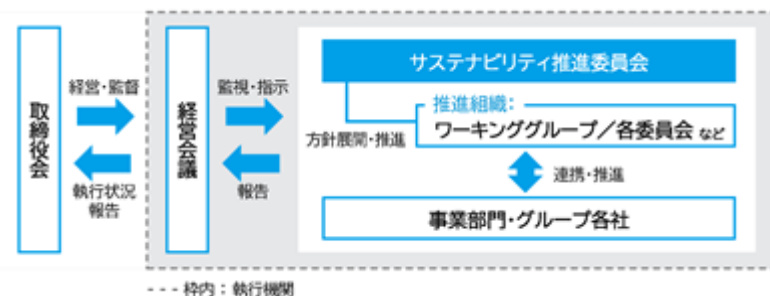 取締役会
経営・監督
執行状況
報告
経営会議
監視・指示
報告
サステナビリティ推進委員会
方針展開・推進
推進組織：
ワーキンググループ／各委員会 など
連携・推進
事業部門・グループ各社
- - - 枠内：執行機関